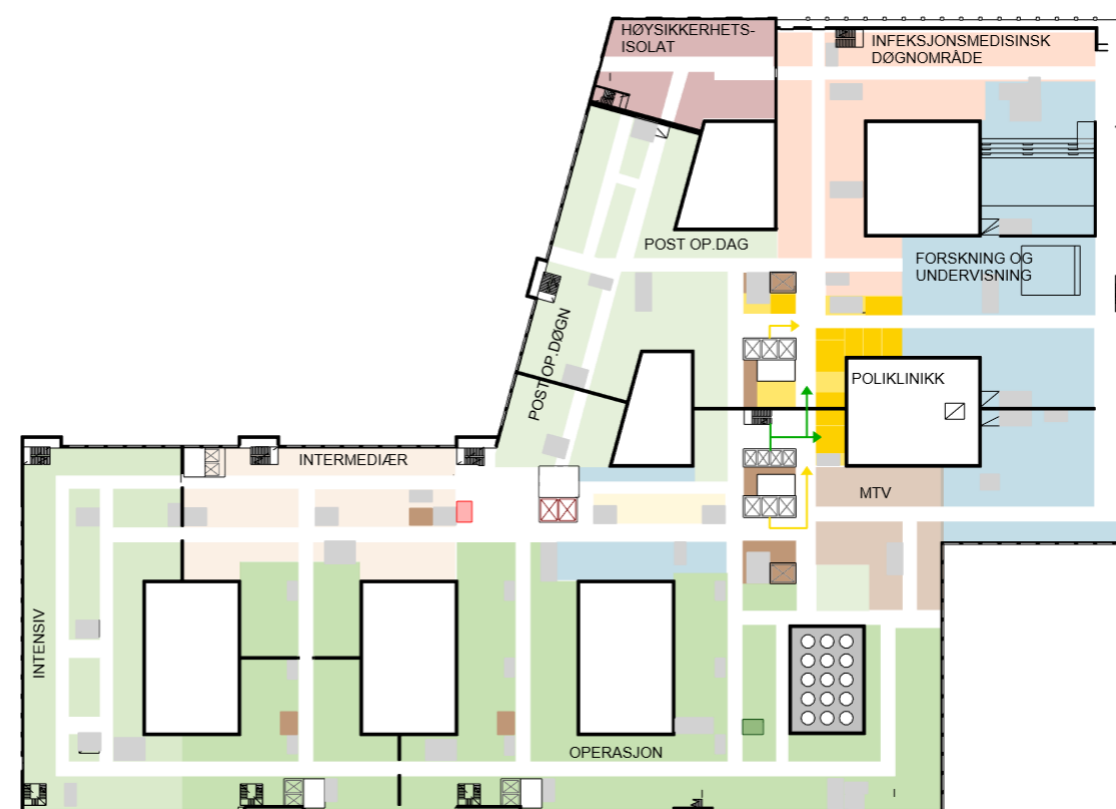 HØYSIKKERHETS-
ISOLAT
INFEKSJONSMEDISINSK
DØGNOMRÅDE
POST OP.DAG
FORSKNING OG
UNDERVISNING
POST OP.DØGN
POLIKLINIKK
INTERMEDIÆR
MTV
INTENSIV
OPERASJON